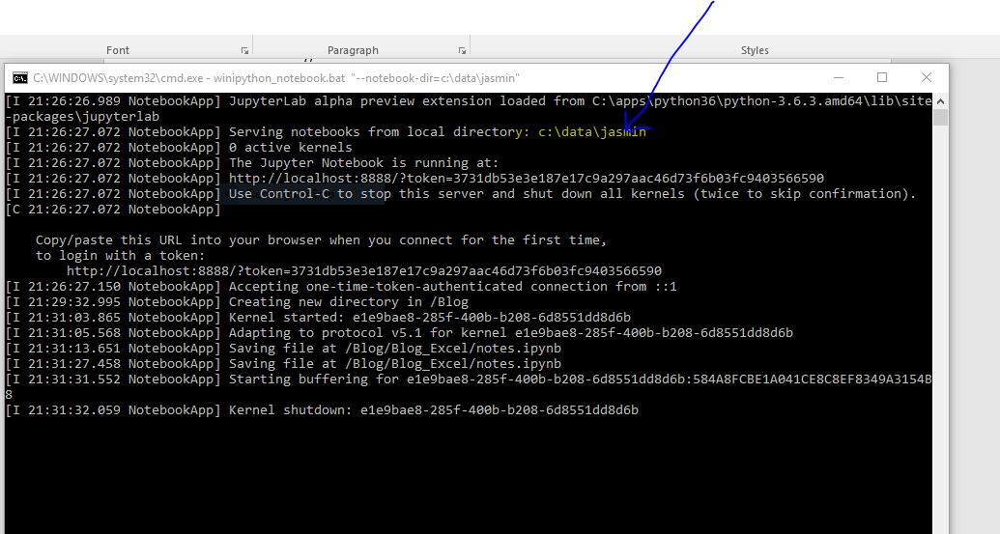 Font Paragraph Styles
C:\WINDOWS\system32\cmd.exe - winipython_notebook.bat "--notebook-dir=c:\data\jasmin"
[I 21:26:26.989 NotebookApp] JupyterLab alpha preview extension loaded from C:\apps\python36\python-3.6.3.amd64\lib\site
-packages\jupyterlab
[I 21:26:27.072 NotebookApp] Serving notebooks from local directory: c:\data\jasmin
[I 21:26:27.072 NotebookApp] 0 active kernels
[I 21:26:27.072 NotebookApp] The Jupyter Notebook is running at:
[I 21:26:27.072 NotebookApp] http://localhost:8888/?token=3731db53e3e187e17c9a297aac46d73f6b03fc9403566590
[I 21:26:27.072 NotebookApp] Use Control-C to stop this server and shut down all kernels (twice to skip confirmation).
[C 21:26:27.072 NotebookApp]
Copy/paste this URL into your browser when you connect for the first time,
to login with a token:
http://localhost:8888/?token=3731db53e3e187e17c9a297aac46d73f6b03fc9403566590
[I 21:26:27.150 NotebookApp] Accepting one-time-token-authenticated connection from ::1
[I 21:29:32.995 NotebookApp] Creating new directory in /Blog
[I 21:31:03.865 NotebookApp] Kernel started: e1e9bae8-285f-400b-b208-6d8551dd8d6b
[I 21:31:05.568 NotebookApp] Adapting to protocol v5.1 for kernel e1e9bae8-285f-400b-b208-6d8551dd8d6b
[I 21:31:13.651 NotebookApp] Saving file at /Blog/Blog_Excel/notes.ipynb
[I 21:31:27.458 NotebookApp] Saving file at /Blog/Blog_Excel/notes.ipynb
[I 21:31:31.552 NotebookApp] Starting buffering for e1e9bae8-285f-400b-b208-6d8551dd8d6b:584A8FCBE1A041CE8C8EF8349A3154B
8
[I 21:31:32.059 NotebookApp] Kernel shutdown: e1e9bae8-285f-400b-b208-6d8551dd8d6b